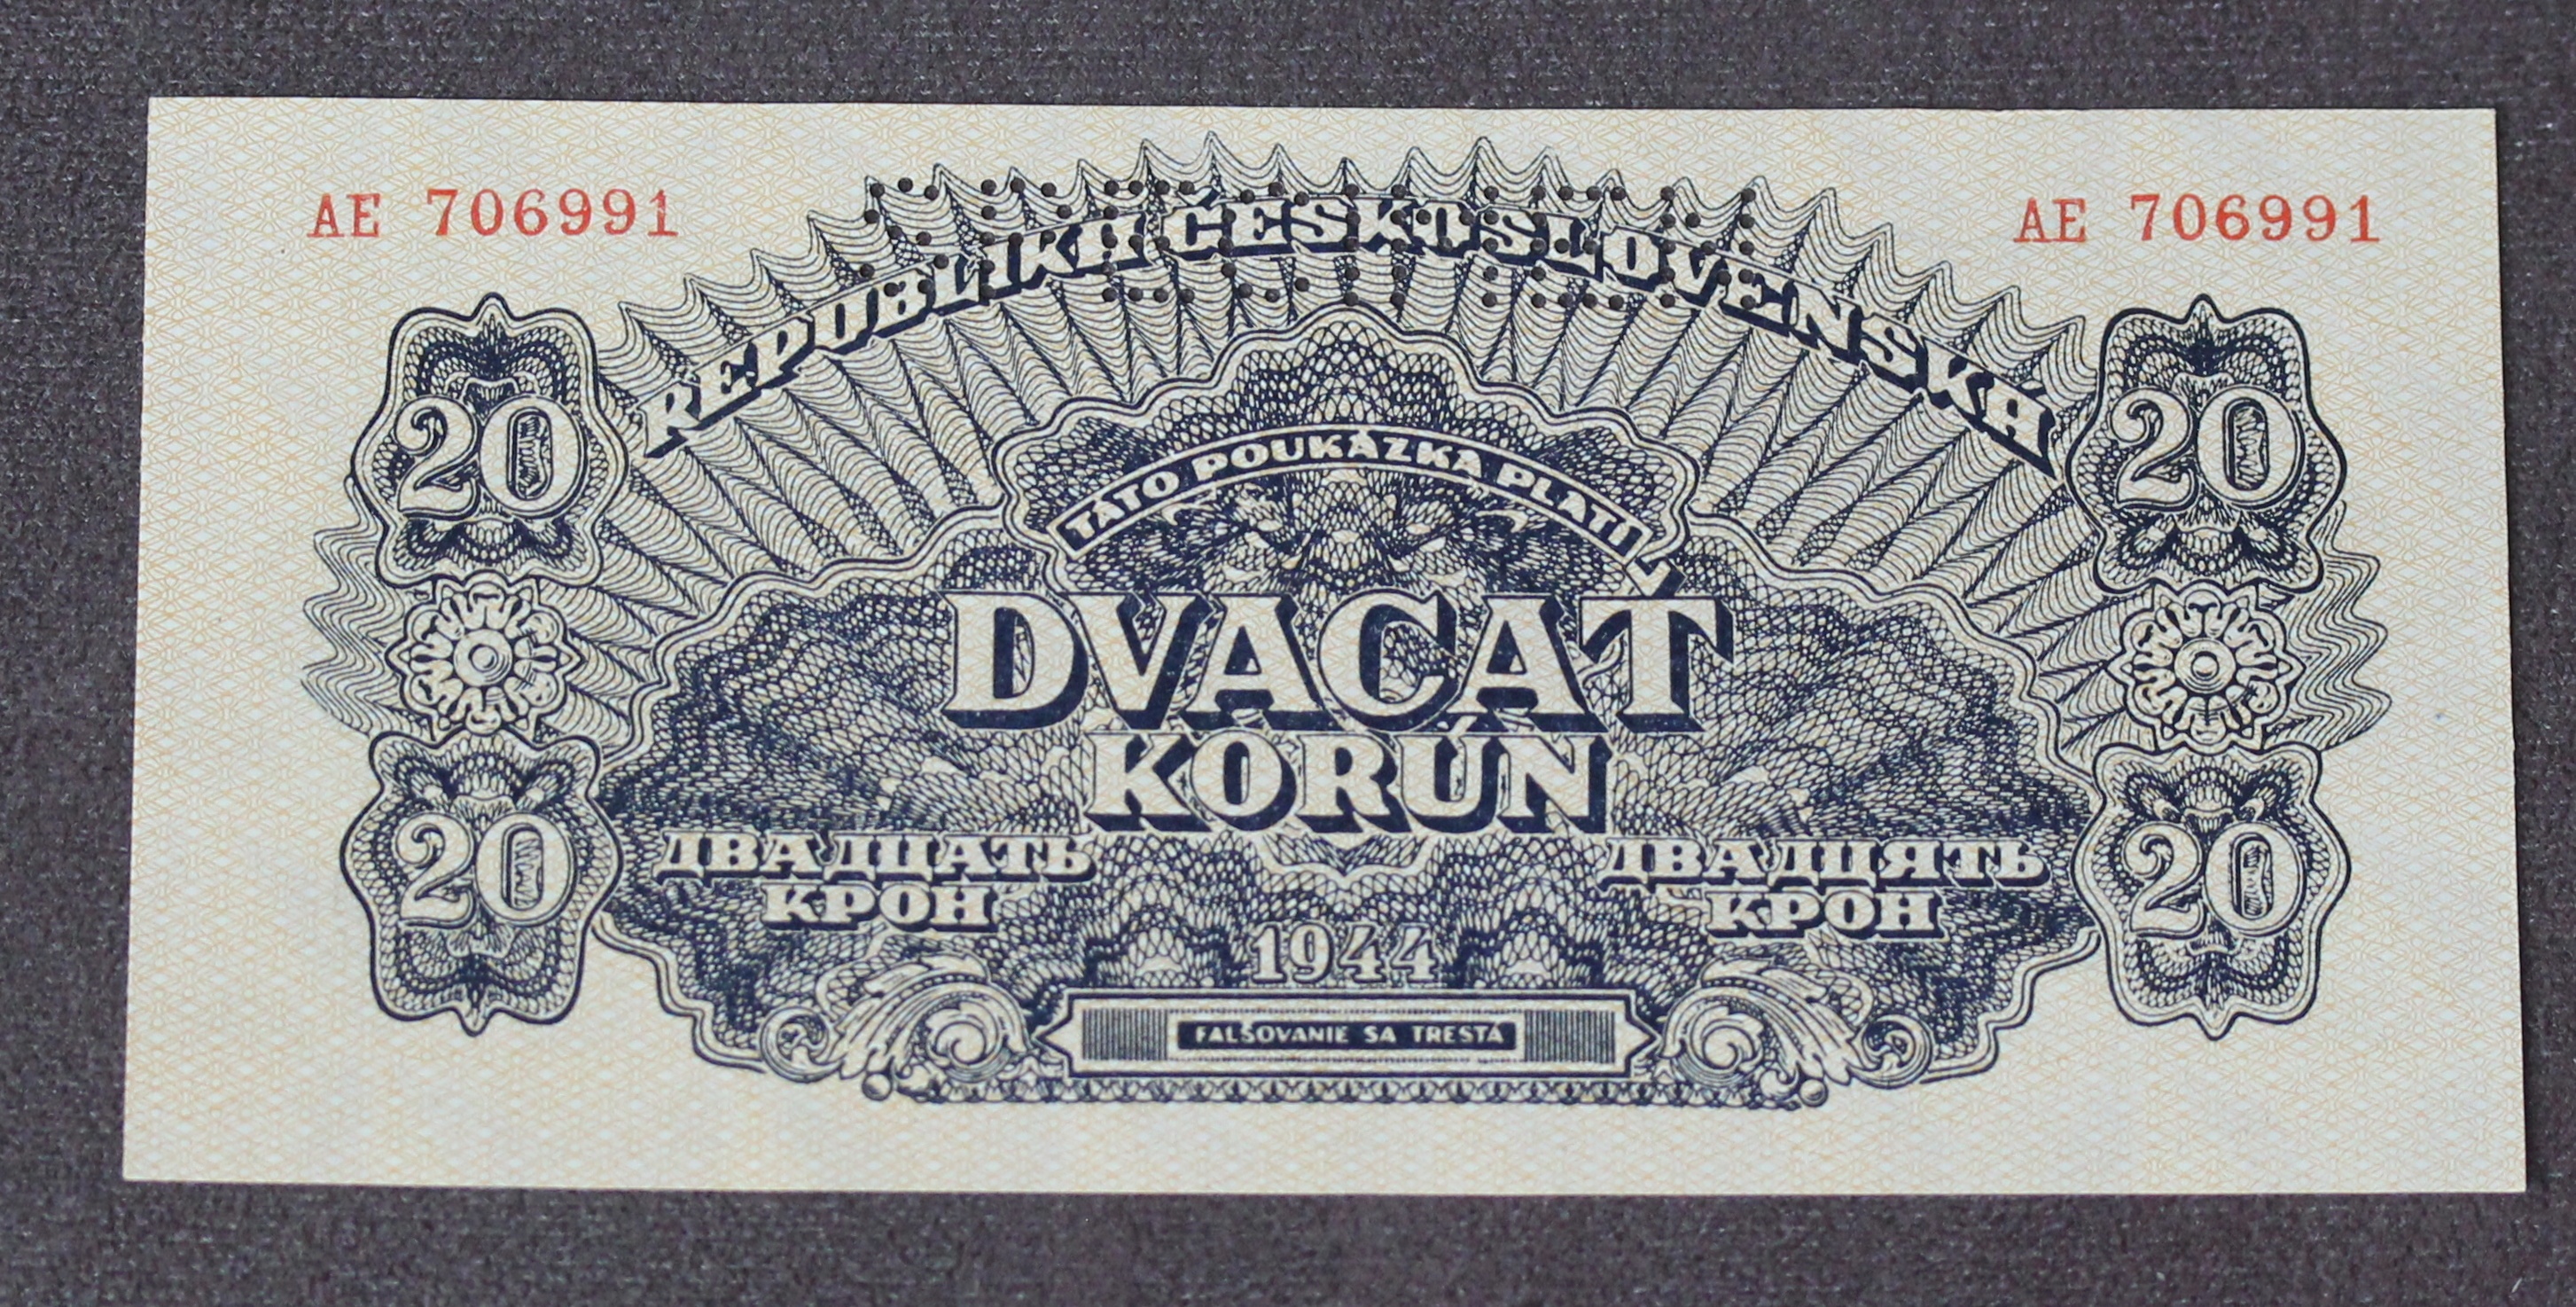 AE 706991
AE 706991
REPUBLIKA ČESKOSLOVENSKÁ
SPECIMEN
20
20
TÁTO POUKÁZKA PLATÍ
DVACAŤ
KORÚN
ДВАДЦАТЬ
КРОН
ДВАДЦЯТЬ
КРОН
20
20
1944
FALŠOVANIE SA TRESTÁ